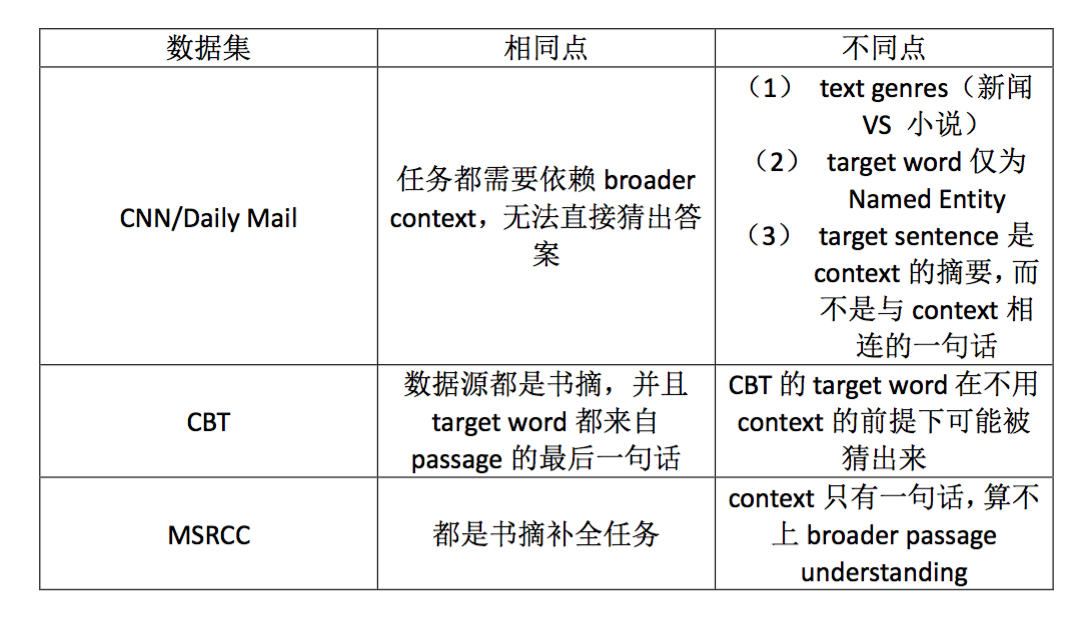 数据集
相同点
不同点
CNN/Daily Mail
任务都需要依赖 broader
context，无法直接猜出答
案
（1） text genres（新闻
VS 小说）
（2） target word 仅为
Named Entity
（3） target sentence 是
context 的摘要，而
不是与 context 相
连的一句话
CBT
数据源都是书摘，并且
target word 都来自
passage 的最后一句话
CBT 的 target word 在不用
context 的前提下可能被
猜出来
MSRCC
都是书摘补全任务
context 只有一句话，算不
上 broader passage
understanding